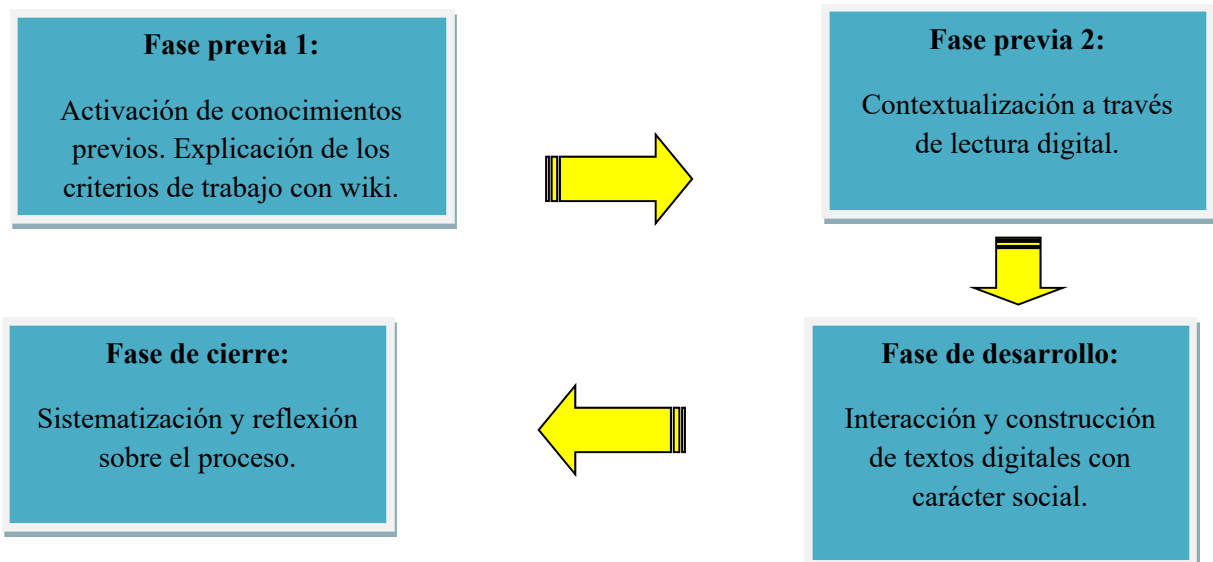 Fase previa 1:
Activación de conocimientos
previos. Explicación de los
criterios de trabajo con wiki.
Fase previa 2:
Contextualización a través
de lectura digital.
Fase de cierre:
Sistematización y reflexión
sobre el proceso.
Fase de desarrollo:
Interacción y construcción
de textos digitales con
carácter social.